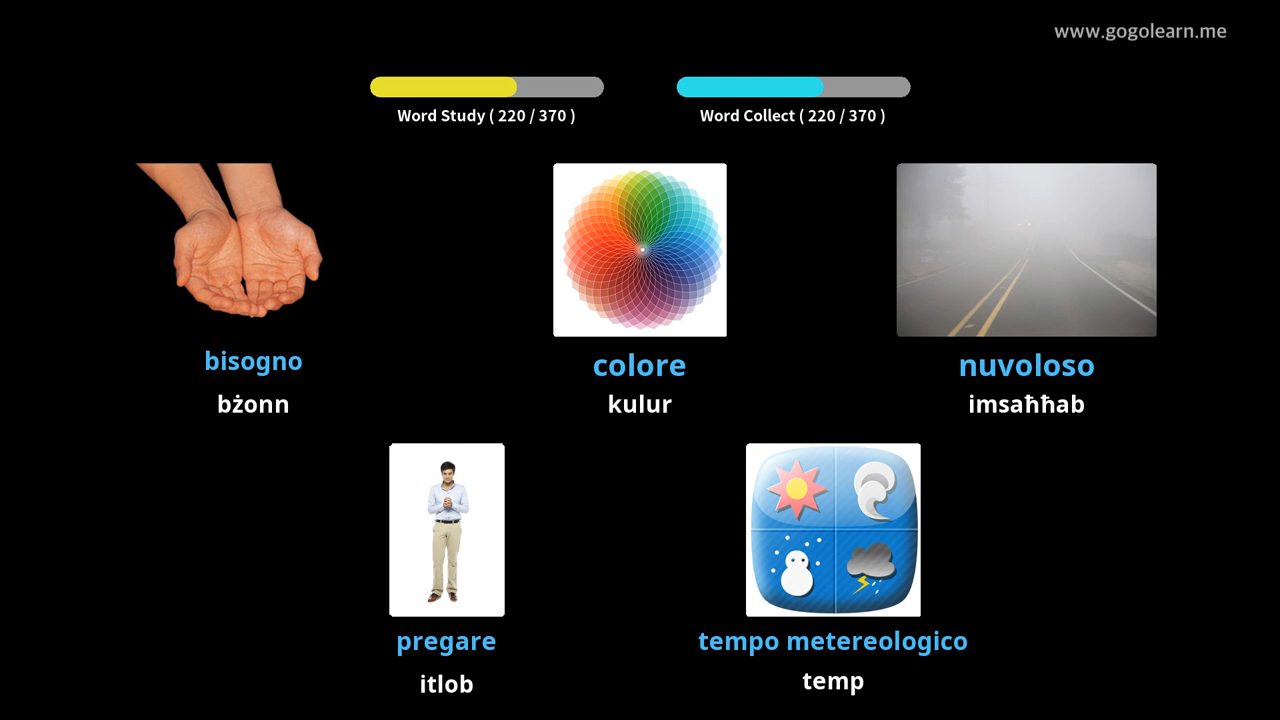 www.gogolearn.me
Word Study ( 220 / 370 )
Word Collect ( 220 / 370 )
bisogno
bżonn
colore
kulur
nuvoloso
imsaħħab
pregare
itlob
tempo metereologico
temp